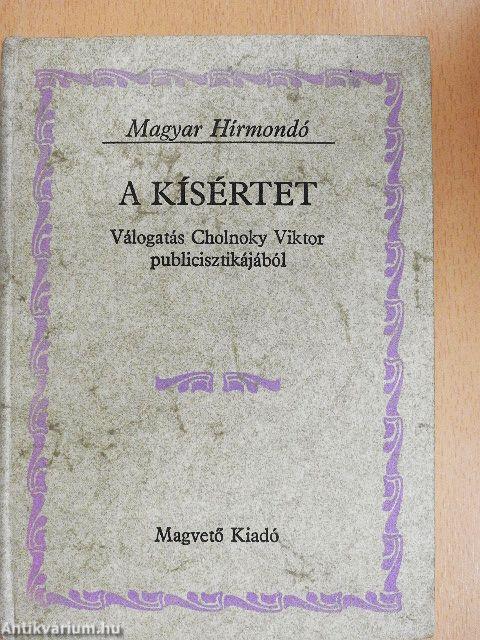 Magyar Hírmondó
A KÍSÉRTET
Válogatás Cholnoky Viktor
publicisztikájából
Magvető Kiadó
Antikvarium.hu